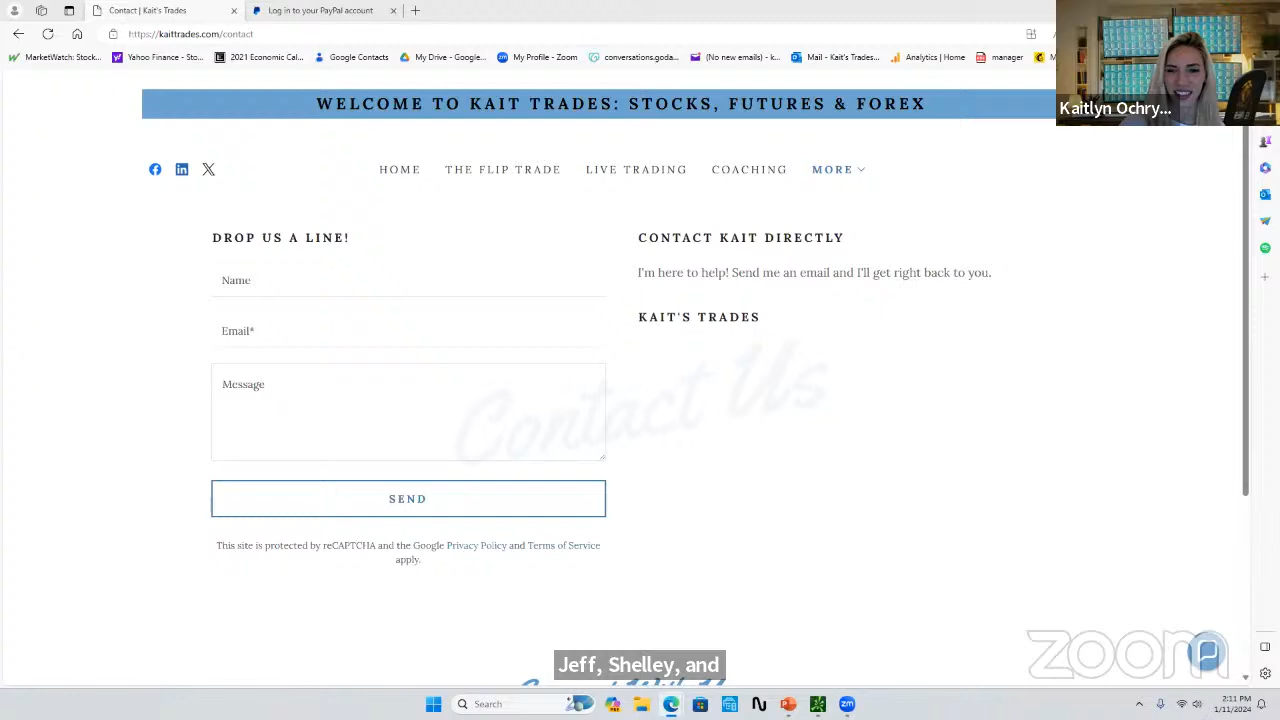 Contact | Kait Trades
Log in to your PayPal account
https://kaittrades.com/contact
MarketWatch: Stock...
Yahoo Finance - Sto...
2021 Economic Cal...
Google Contacts
My Drive - Google...
My Profile - Zoom
conversations.goda...
(No new emails) - k...
Mail - Kait's Trades...
Analytics | Home
manager
M
Kaitlyn Ochry...
WELCOME TO KAIT TRADES: STOCKS, FUTURES & FOREX
HOME
THE FLIP TRADE
LIVE TRADING
COACHING
MORE
DROP US A LINE!
Name
Email*
Message
SEND
This site is protected by reCAPTCHA and the Google Privacy Policy and Terms of Service
apply.
CONTACT KAIT DIRECTLY
I'm here to help! Send me an email and I'll get right back to you.
KAIT'S TRADES
Contact Us
zoom
Jeff, Shelley, and
Search
zm
2:11 PM